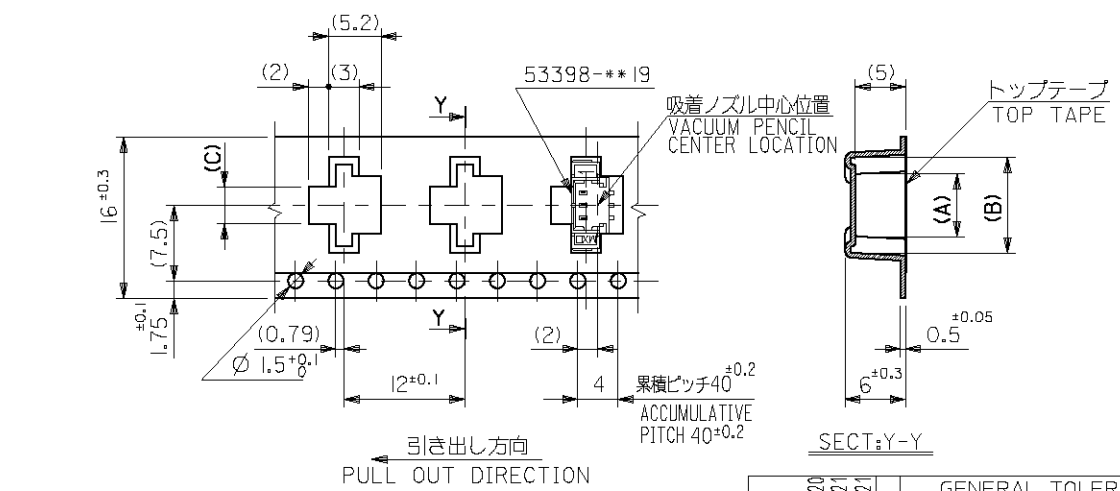 (5.2)
(2)
(3)
53398-**19
(5)
トップテープ
TOP TAPE
Y
吸着ノズル中心位置
VACUUM PENCIL
CENTER LOCATION
(C)
16±0.3
(7.5)
(A)
(B)
MX
1.75±0.1
(0.79)
Ø 1.5+0.1 0
Y
(2)
0.5±0.05
12±0.1
4
累積ピッチ40±0.2
ACCUMULATIVE
PITCH 40±0.2
6±0.3
引き出し方向
PULL OUT DIRECTION
SECT:Y-Y
20
21
21
GENERAL TOLER